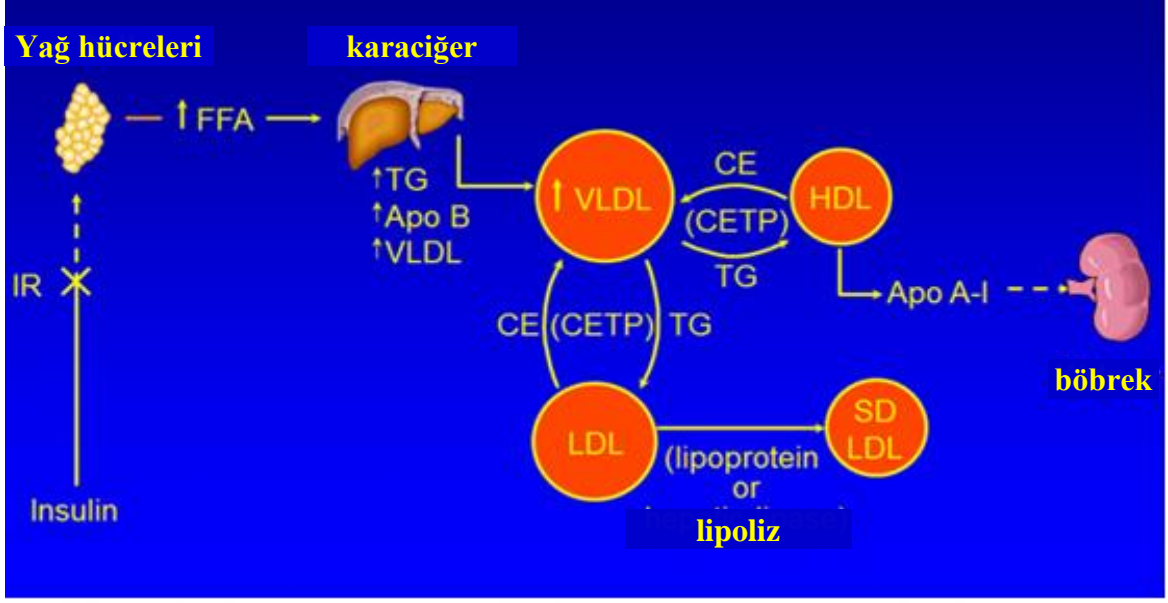 Yağ hücreleri
karaciğer
↑ FFA
↑TG
↑Apo B
↑VLDL
↑ VLDL
CE
(CETP)
TG
HDL
IR
Apo A-I
CE (CETP) TG
böbrek
LDL
SD
LDL
(lipoprotein
or
lipoliz
Insulin